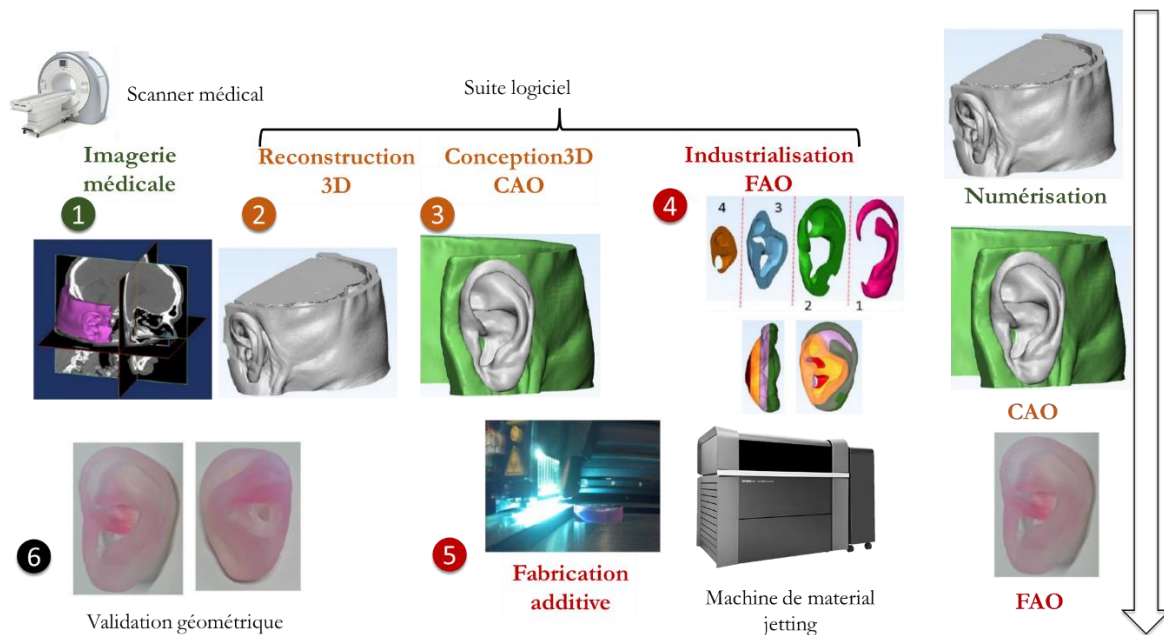 Scanner médical
Suite logiciel
Imagerie
médicale
Reconstruction
3D
Conception3D
CAO
Industrialisation
FAO
1
2
3
4
4
3
2
1
Numérisation
CAO
6
Validation géométrique
5
Fabrication
additive
Machine de material
jetting
FAO